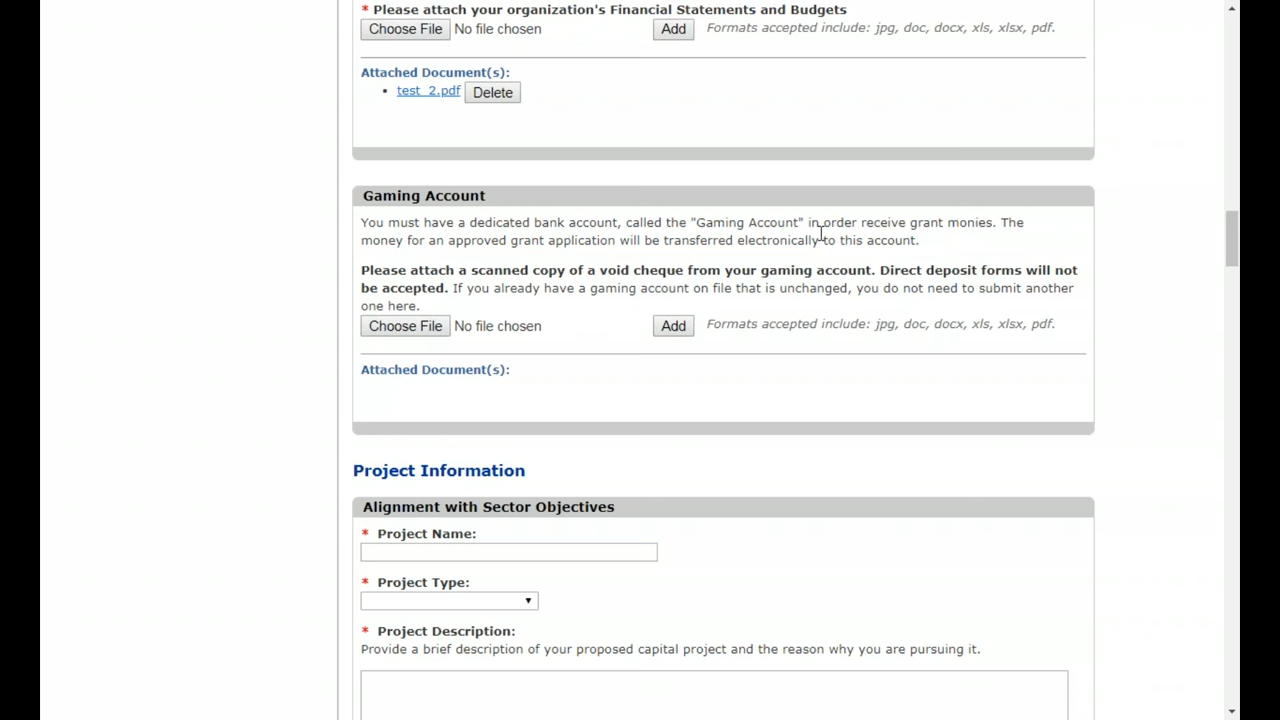 * Please attach your organization's Financial Statements and Budgets
Choose File No file chosen Add Formats accepted include: jpg, doc, docx, xls, xlsx, pdf.
Attached Document(s):
• test_2.pdf Delete
Gaming Account
You must have a dedicated bank account, called the "Gaming Account" in order receive grant monies. The
money for an approved grant application will be transferred electronically to this account.
Please attach a scanned copy of a void cheque from your gaming account. Direct deposit forms will not
be accepted. If you already have a gaming account on file that is unchanged, you do not need to submit another
one here.
Choose File No file chosen Add Formats accepted include: jpg, doc, docx, xls, xlsx, pdf.
Attached Document(s):
Project Information
Alignment with Sector Objectives
* Project Name:
* Project Type:
* Project Description:
Provide a brief description of your proposed capital project and the reason why you are pursuing it.